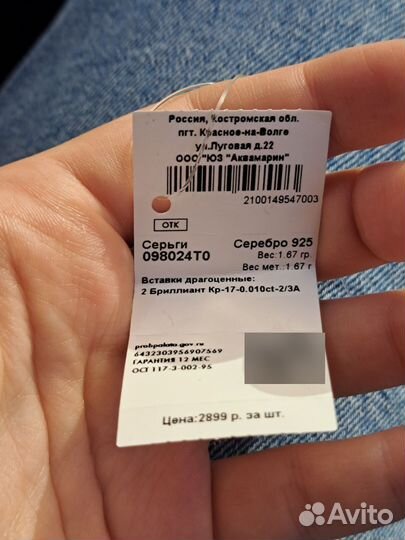 Россия, Костромская обл.
пгт. Красное-на-Волге
ул.Луговая д.22
ООО "ЮЗ "Аквамарин"
2100149547003
ОТК
Серьги Серебро 925
098024Т0 Вес:1.67 гр.
Вес мет.:1.67 г
Вставки драгоценные:
2 Бриллиант Кр-17-0.010ct-2/3А
probpalata.gov.ru
6432303956907569
ГАРАНТИЯ 12 МЕС
ОСТ 117-3-002-95
Цена:2899 р. за шт.
Avito